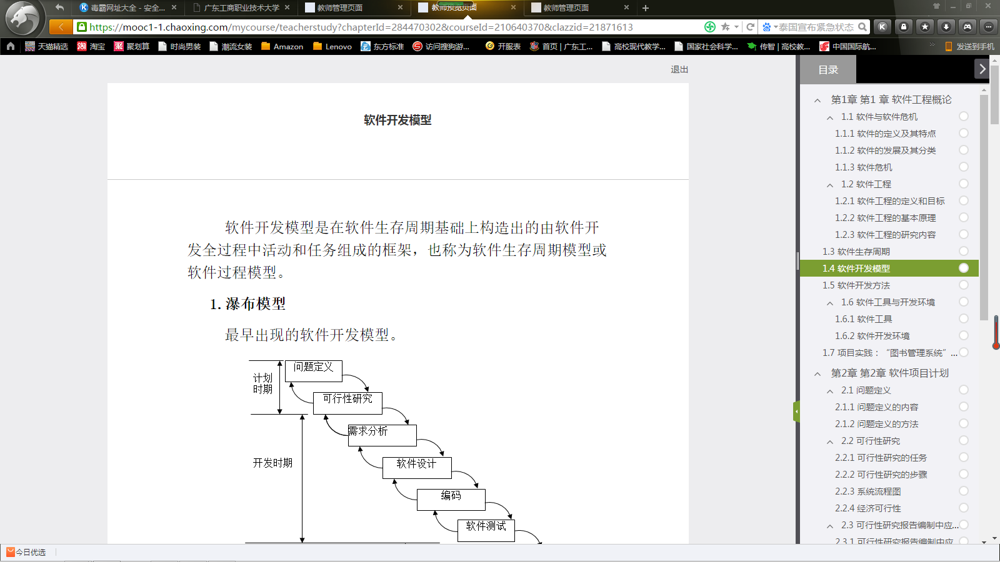 毒霸网址大全 - 安全...
广东工商职业技术大学
教师管理页面
教师预览页面
教师管理页面
https://mooc1-1.chaoxing.com/mycourse/teacherstudy?chapterId=284470302&courseId=210640370&clazzid=21871613
泰国宣布紧急状态
天猫精选
淘宝
聚划算
时尚男装
潮流女装
Amazon
Lenovo
东方标准
访问搜狗游...
开服表
首页 | 广东工...
高校现代教学...
国家社会科学...
传智 | 高校教...
中国国际航...
发送到手机
退出
软件开发模型
软件开发模型是在软件生存周期基础上构造出的由软件开
发全过程中活动和任务组成的框架，也称为软件生存周期模型或
软件过程模型。
1. 瀑布模型
最早出现的软件开发模型。
计划
时期
开发时期
问题定义
可行性研究
需求分析
软件设计
编码
软件测试
目录
第1章 第1 章 软件工程概论
1.1 软件与软件危机
1.1.1 软件的定义及其特点
1.1.2 软件的发展及其分类
1.1.3 软件危机
1.2 软件工程
1.2.1 软件工程的定义和目标
1.2.2 软件工程的基本原理
1.2.3 软件工程的研究内容
1.3 软件生存周期
1.4 软件开发模型
1.5 软件开发方法
1.6 软件工具与开发环境
1.6.1 软件工具
1.6.2 软件开发环境
1.7 项目实践：“图书管理系统”...
第2章 第2章 软件项目计划
2.1 问题定义
2.1.1 问题定义的内容
2.1.2 问题定义的方法
2.2 可行性研究
2.2.1 可行性研究的任务
2.2.2 可行性研究的步骤
2.2.3 系统流程图
2.2.4 经济可行性
2.3 可行性研究报告编制中应...
2.3.1 可行性研究报告编制中应
今日优选